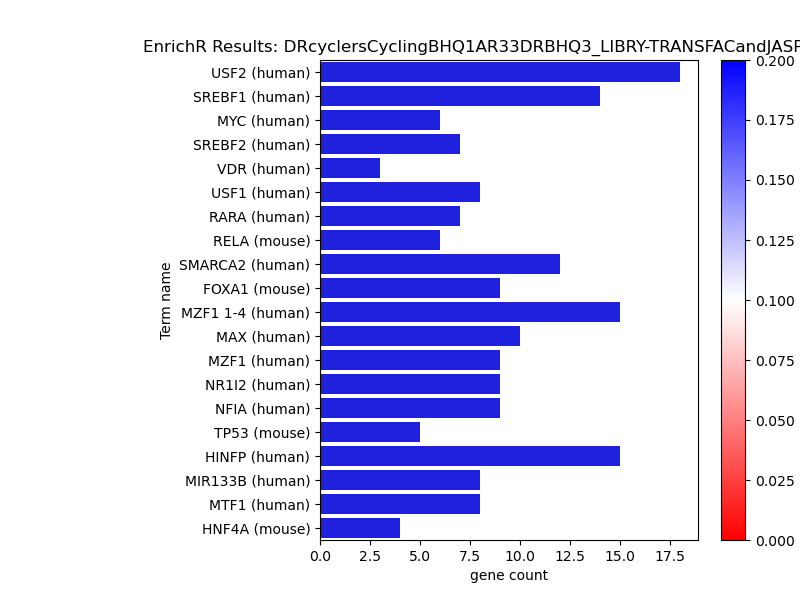 EnrichR Results: DRcyclersCyclingBHQ1AR33DRBHQ3_LIBRY-TRANSFACandJASP
USF2 (human)
SREBF1 (human)
MYC (human)
SREBF2 (human)
VDR (human)
USF1 (human)
RARA (human)
RELA (mouse)
SMARCA2 (human)
FOXA1 (mouse)
MZF1 1-4 (human)
MAX (human)
MZF1 (human)
NR1I2 (human)
NFIA (human)
TP53 (mouse)
HINFP (human)
MIR133B (human)
MTF1 (human)
HNF4A (mouse)
Term name
0.0 2.5 5.0 7.5 10.0 12.5 15.0 17.5
gene count
0.200
0.175
0.150
0.125
0.100
0.075
0.050
0.025
0.000